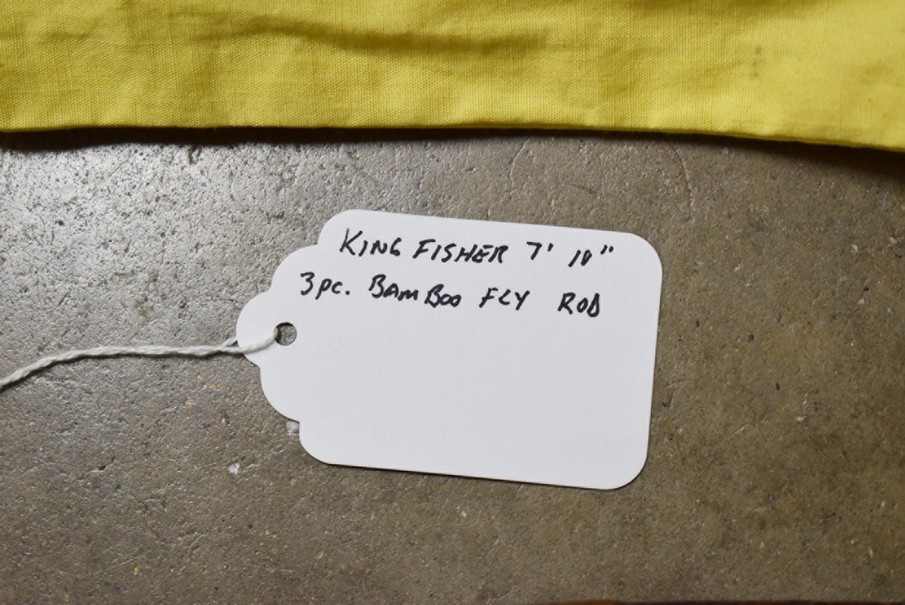 KING FISHER 7' 10"
3pc. BAMBOO FLY ROD